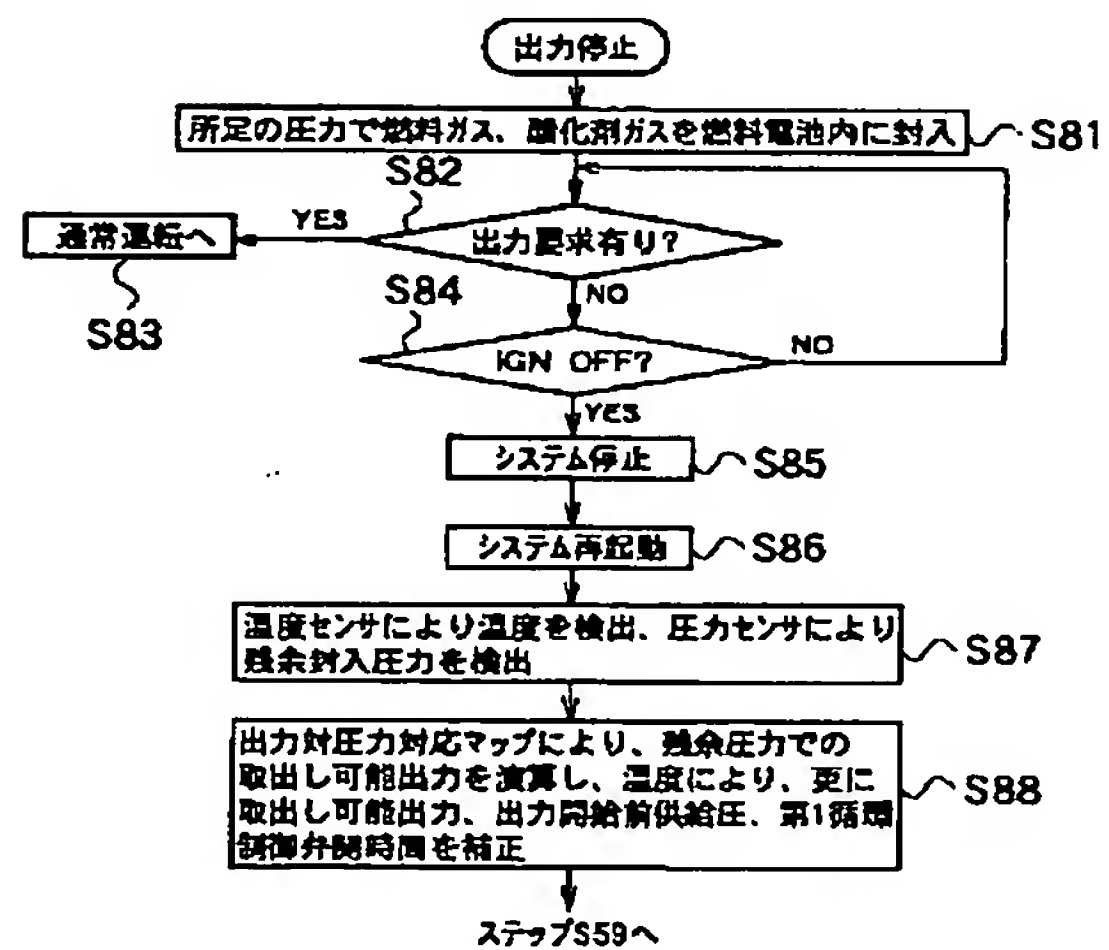 出力停止
所定の圧力で燃料ガス、酸化剤ガスを燃料電池内に封入
S81
S82
YES
通常運転へ
出力要求有り?
S83
S84
NO
IGN OFF?
NO
YES
システム停止
S85
システム再起動
S86
温度センサにより温度を検出、圧力センサにより
残余封入圧力を検出
S87
出力対圧力対応マップにより、残余圧力での
取出し可能出力を演算し、温度により、更に
取出し可能出力、出力開始前供給圧、第1循環
制御弁開時間を補正
S88
ステップS59へ